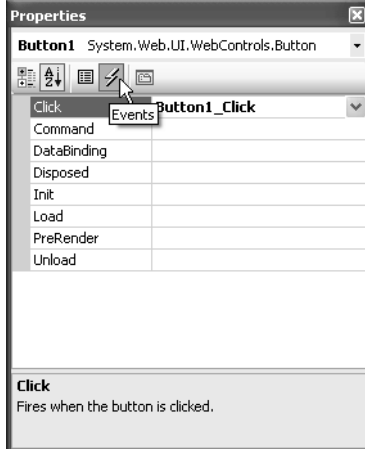 Properties
Button1 System.Web.UI.WebControls.Button
Click Button1_Click
Events
Command
DataBinding
Disposed
Init
Load
PreRender
Unload
Click
Fires when the button is clicked.